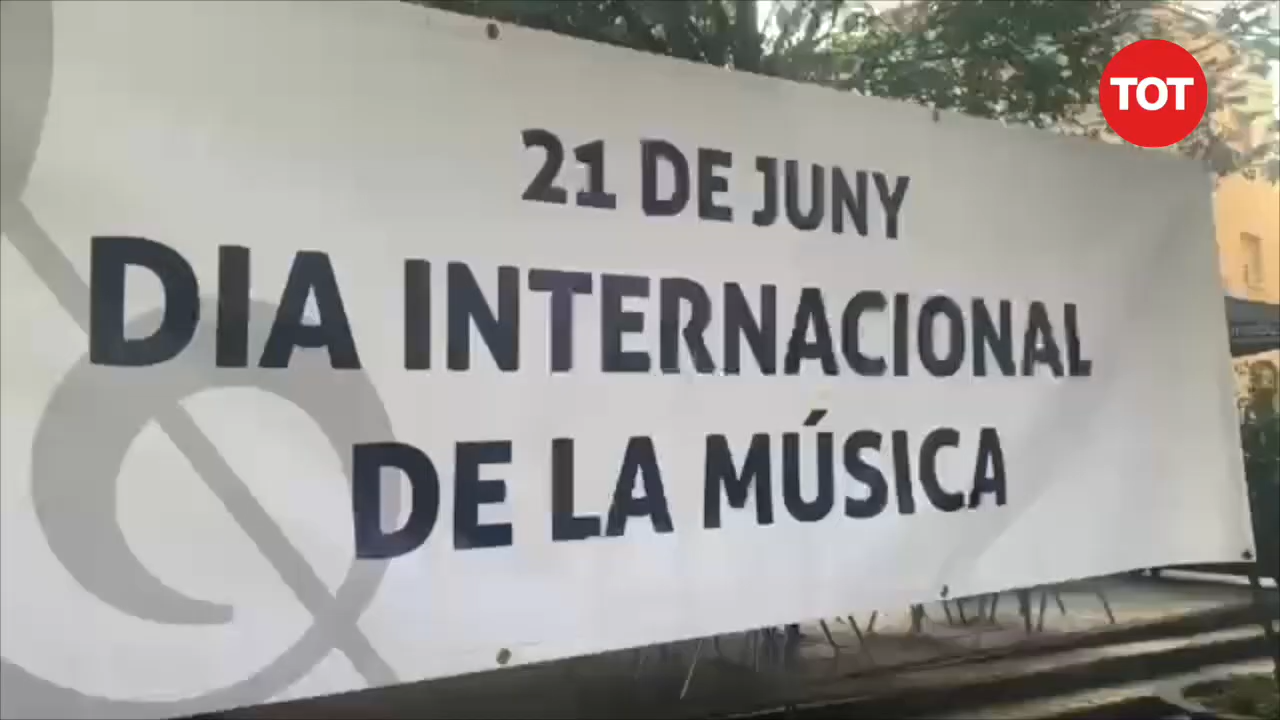 TOT
21 DE JUNY
DIA INTERNACIONAL
DE LA MÚSICA